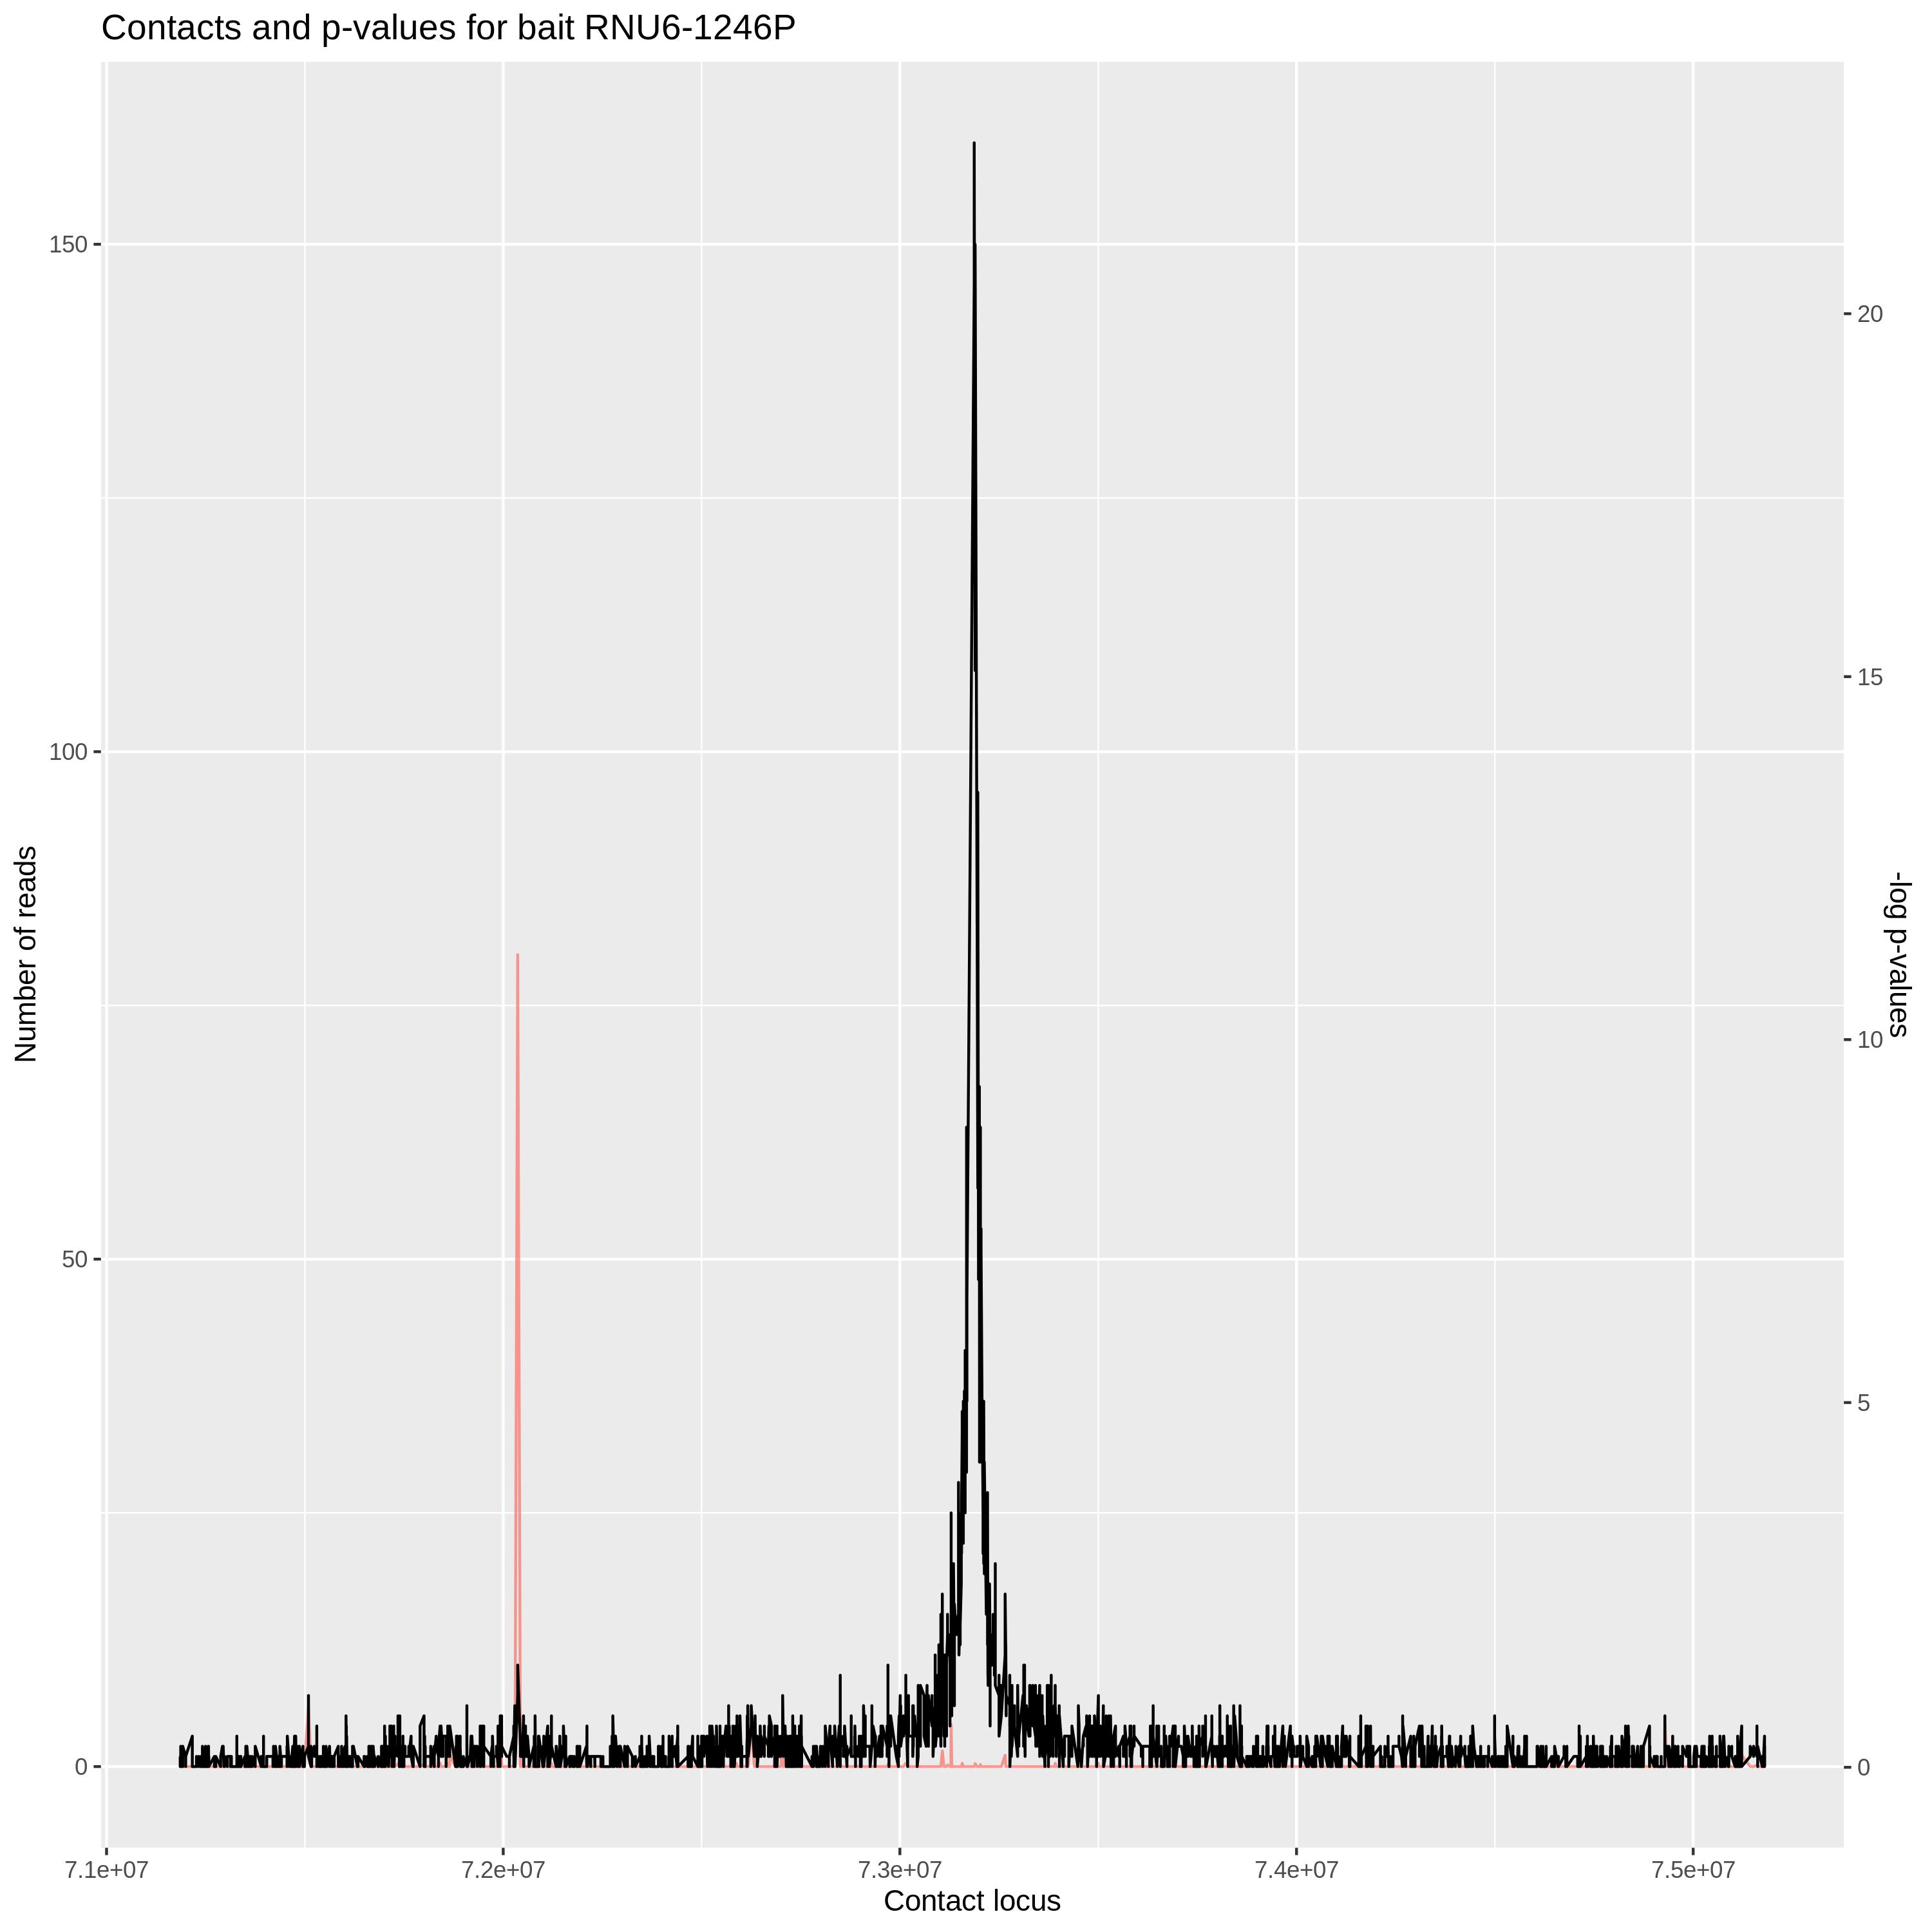 Contacts and p-values for bait RNU6-1246P
150
100
50
0
Number of reads
20
15
10
5
0
-log p-values
7.1e+07
7.2e+07
7.3e+07
7.4e+07
7.5e+07
Contact locus